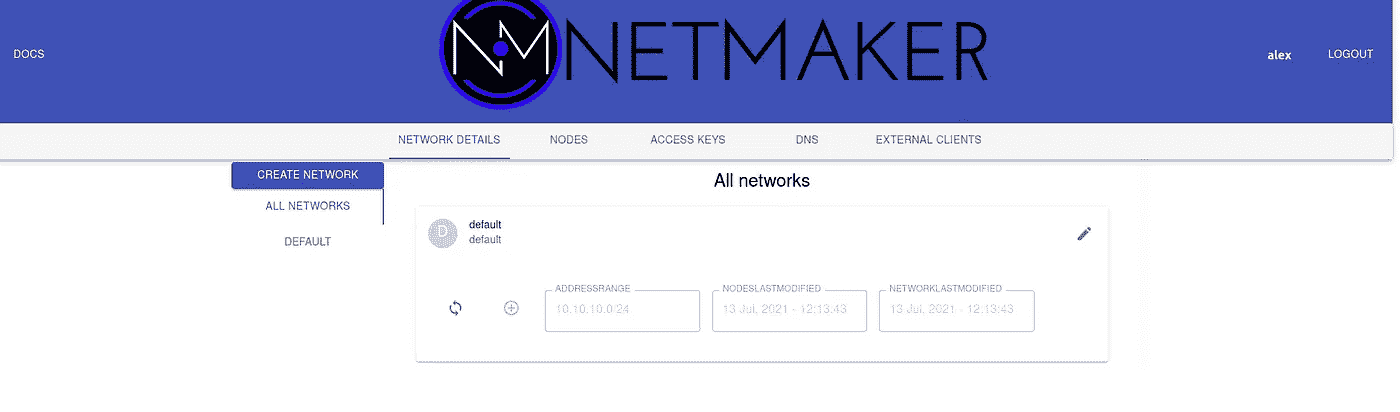 DOCS
NM NETMAKER
alex
LOGOUT
NETWORK DETAILS NODES ACCESS KEYS DNS EXTERNAL CLIENTS
CREATE NETWORK
ALL NETWORKS
DEFAULT
All networks
D
default
default
ADDRESSRANGE
10.10.10.0/24
NODESLASTMODIFIED
13 Jul, 2021 - 12:13:43
NETWORKLASTMODIFIED
13 Jul, 2021 - 12:13:43